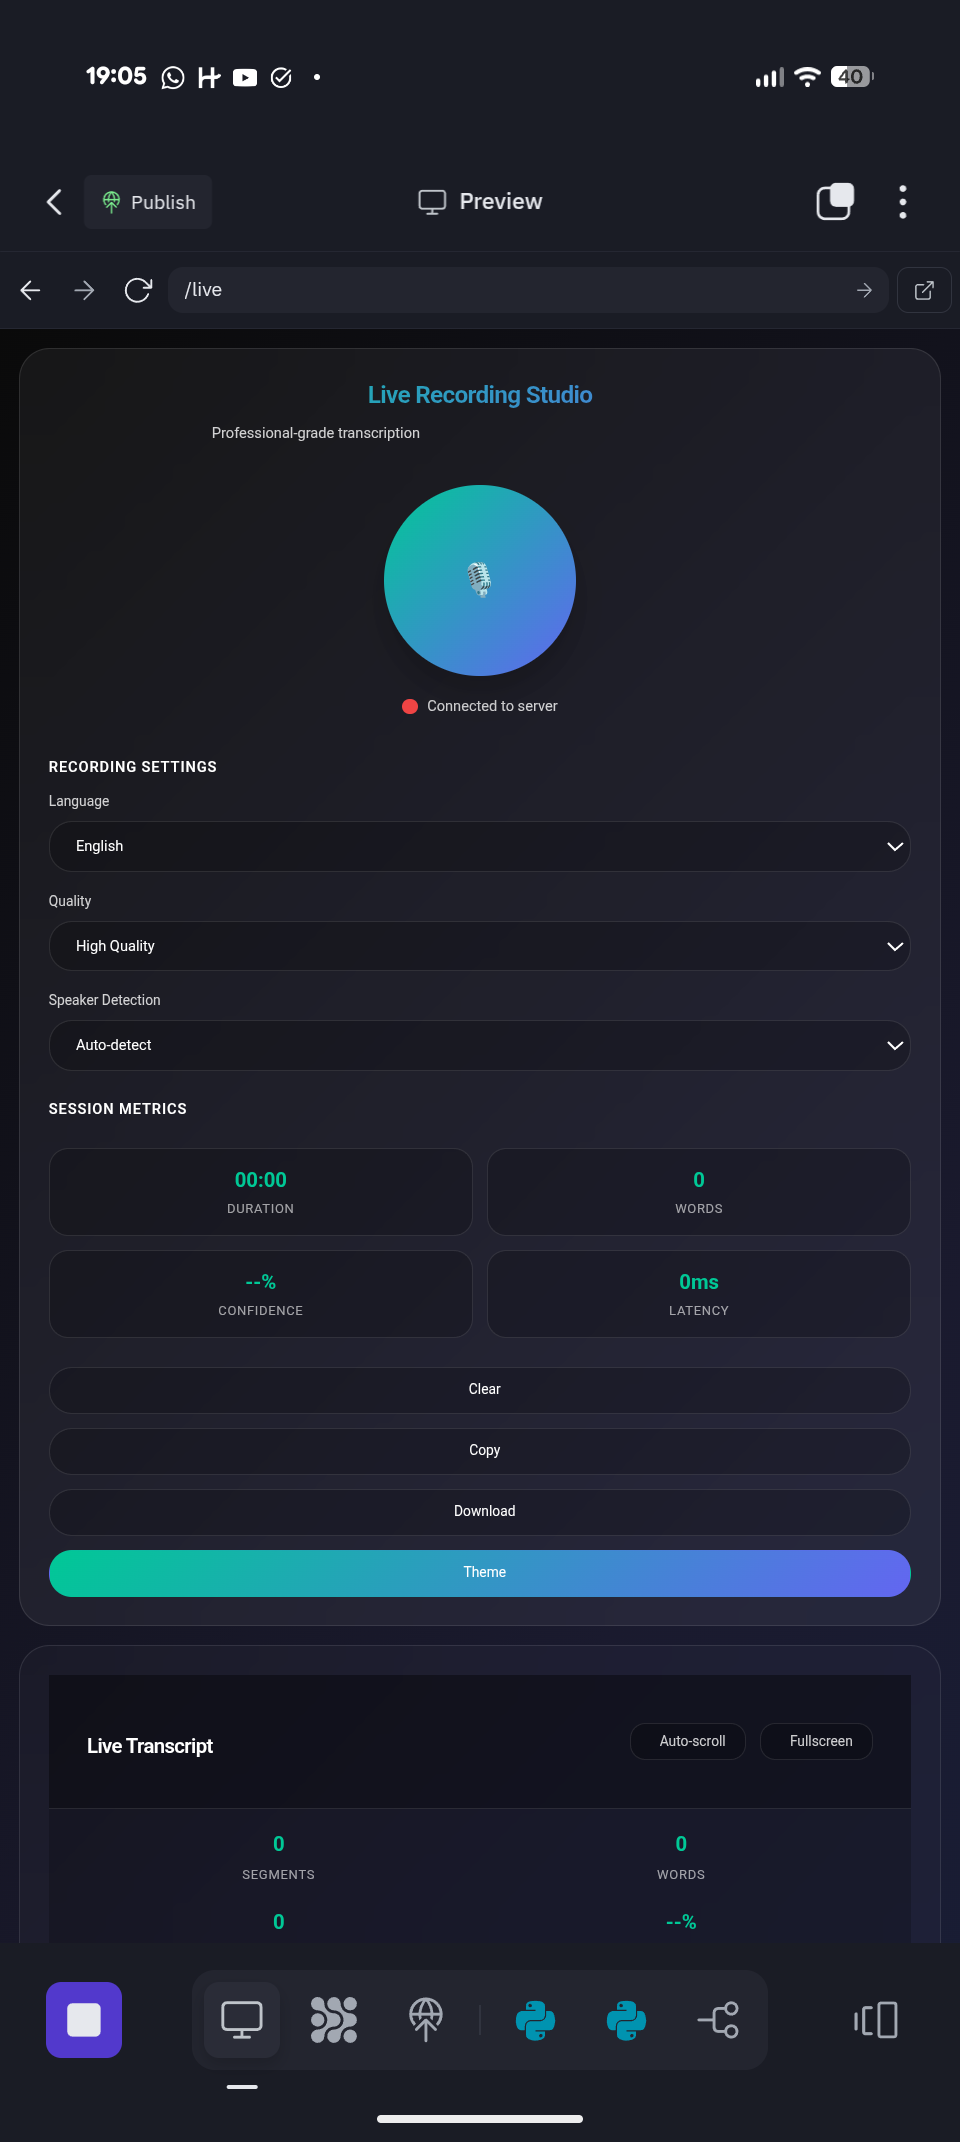 19:05
40
Publish
Preview
/live
Live Recording Studio
Professional-grade transcription
Connected to server
RECORDING SETTINGS
Language
English
Quality
High Quality
Speaker Detection
Auto-detect
SESSION METRICS
00:00
DURATION
0
WORDS
--%
CONFIDENCE
0ms
LATENCY
Clear
Copy
Download
Theme
Live Transcript
Auto-scroll
Fullscreen
0
SEGMENTS
0
WORDS
0
--%